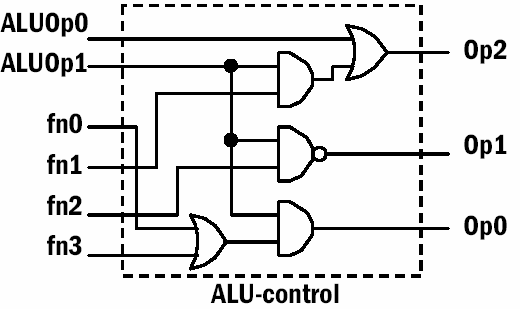 ALUOp0
ALUOp1
fn0
fn1
fn2
fn3
Op2
Op1
Op0
ALU-control